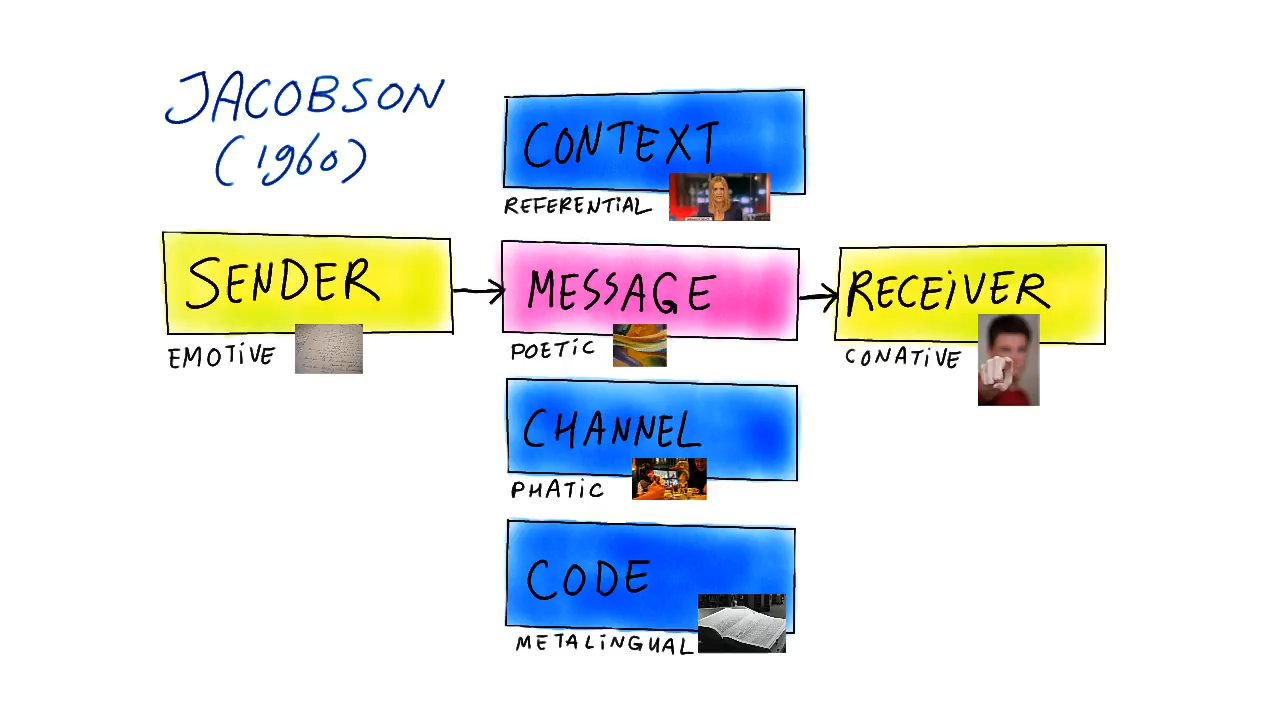 JACOBSON
(1960)
CONTEXT
REFERENTIAL
SENDER
EMOTIVE
MESSAGE
POETIC
RECEIVER
CONATIVE
CHANNEL
PHATIC
CODE
METALINGUAL